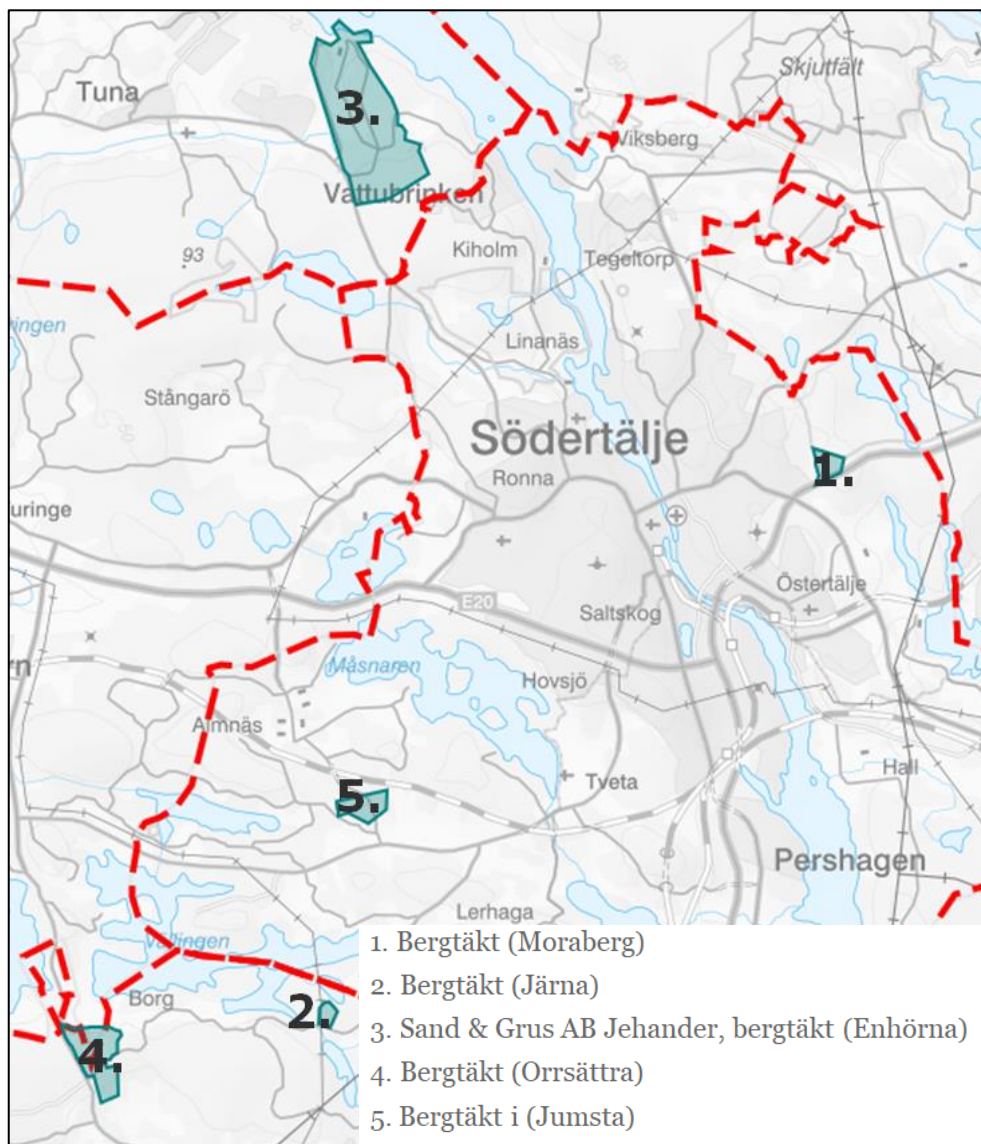 Skjutfält
Tuna
3.
Viksberg
Vattubrinken
Kiholm
93
Tegeltorp
ringen
Linanäs
Stångarö
Södertälje
1.
Ronna
uringe
E20
Östertälje
Saltskog
rn
Måsnaren
Hovsjö
Almnäs
Hall
5.
Tveta
Pershagen
Lerhaga
Vällingen
Borg
2.
4.
1. Bergtäkt (Moraberg)
2. Bergtäkt (Järna)
3. Sand & Grus AB Jehander, bergtäkt (Enhörna)
4. Bergtäkt (Orrsättra)
5. Bergtäkt i (Jumsta)